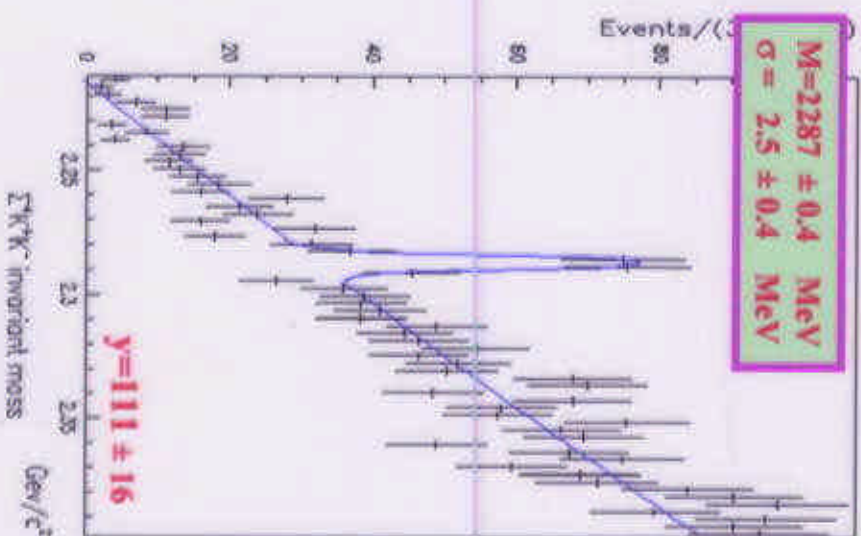 Events/(
M=2287 ± 0.4 MeV
σ = 2.5 ± 0.4 MeV
80
60
40
20
0
2.25
2.3
2.35
y=111 ± 16
Σ⁺K⁺K⁻ invariant mass Gev/c²